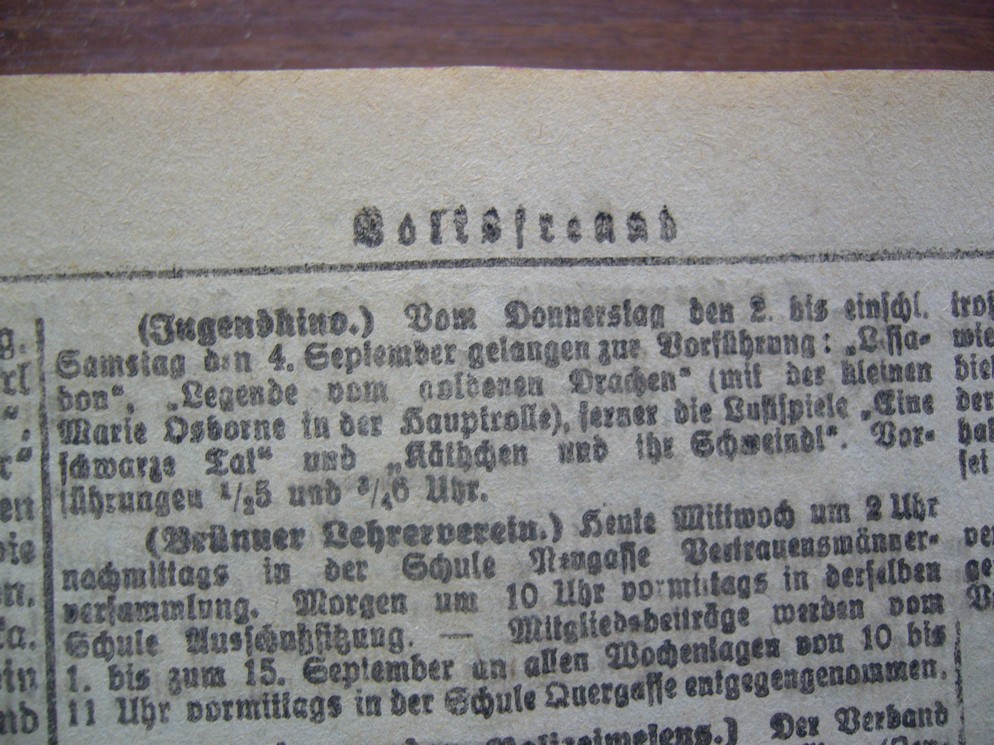 Volksfreund
(Jugendkino.) Vom Donnerstag den 2. bis einschl.
Samstag den 4. September gelangen zur Vorführung: „Lissa-
bon“, „Legende vom goldenen Drachen“ (mit der kleinen
Marie Osborne in der Hauptrolle), ferner die Lustspiele „Eine
schwarze Tat“ und „Käthchen und ihr Schweindl“. Vor-
führungen ½5 und ¾6 Uhr.
(Brünner Lehrerverein.) Heute Mittwoch um 2 Uhr
nachmittags in der Schule Neugasse Vertrauensmänner-
versammlung. Morgen um 10 Uhr vormittags in derselben
Schule Ausschußsitzung. — Mitgliedsbeiträge werden vom
1. bis zum 15. September an allen Wochentagen von 10 bis
11 Uhr vormittags in der Schule Quergasse entgegengenommen.
Polizeiwesens.) Der Verband